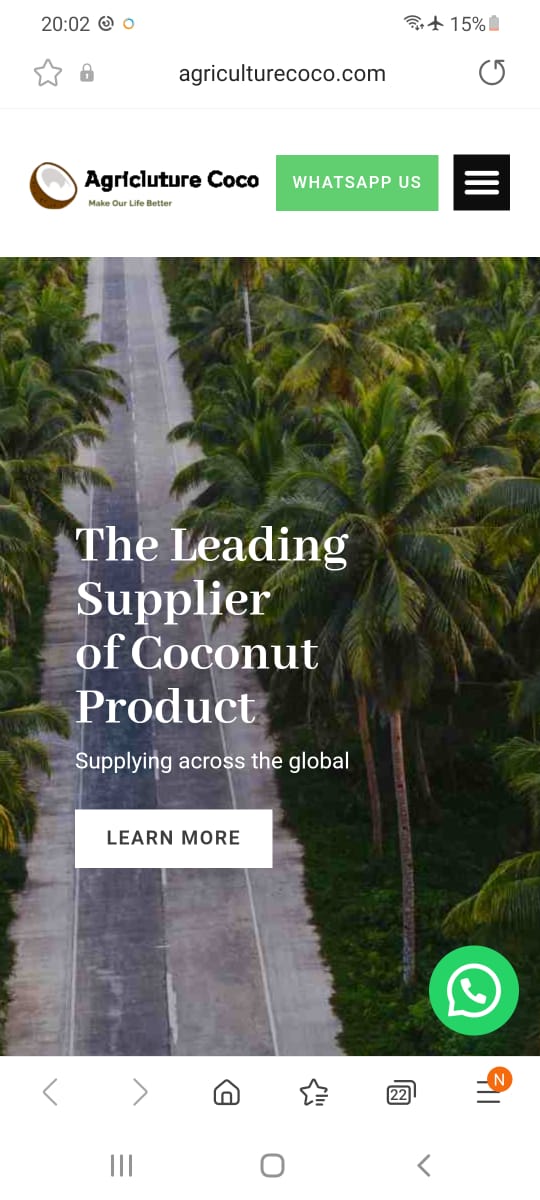 20:02
15%
agriculturecoco.com
Agricluture Coco
Make Our Life Better
WHATSAPP US
The Leading
Supplier
of Coconut
Product
Supplying across the global
LEARN MORE
22
N